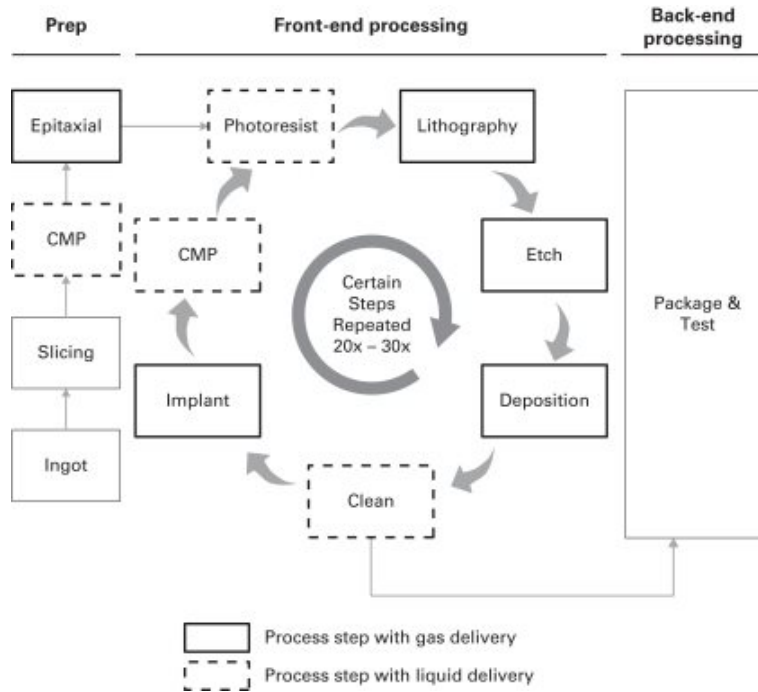 Prep
Front-end processing
Back-end
processing
Epitaxial
Photoresist
Lithography
CMP
CMP
Etch
Certain
Steps
Repeated
20x – 30x
Package &
Test
Slicing
Implant
Deposition
Ingot
Clean
Process step with gas delivery
Process step with liquid delivery